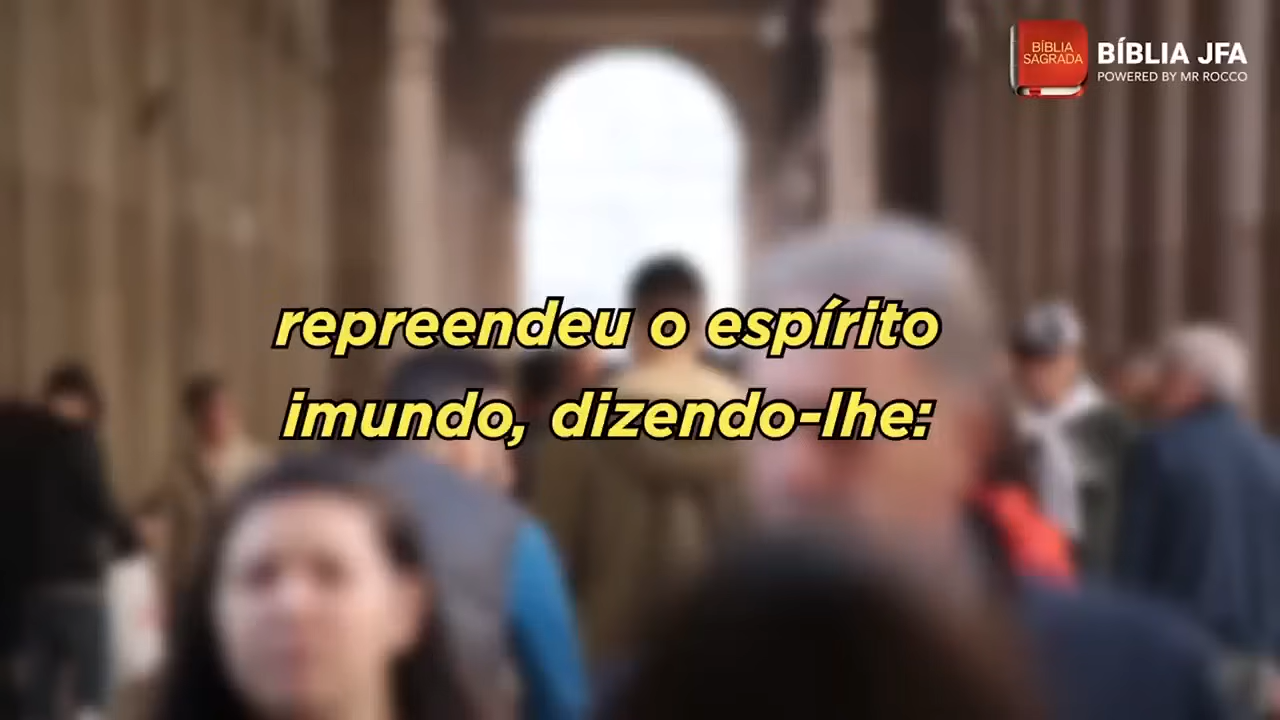 BÍBLIA
SAGRADA
BÍBLIA JFA
POWERED BY MR ROCCO
repreendeu o espírito
imundo, dizendo-lhe: